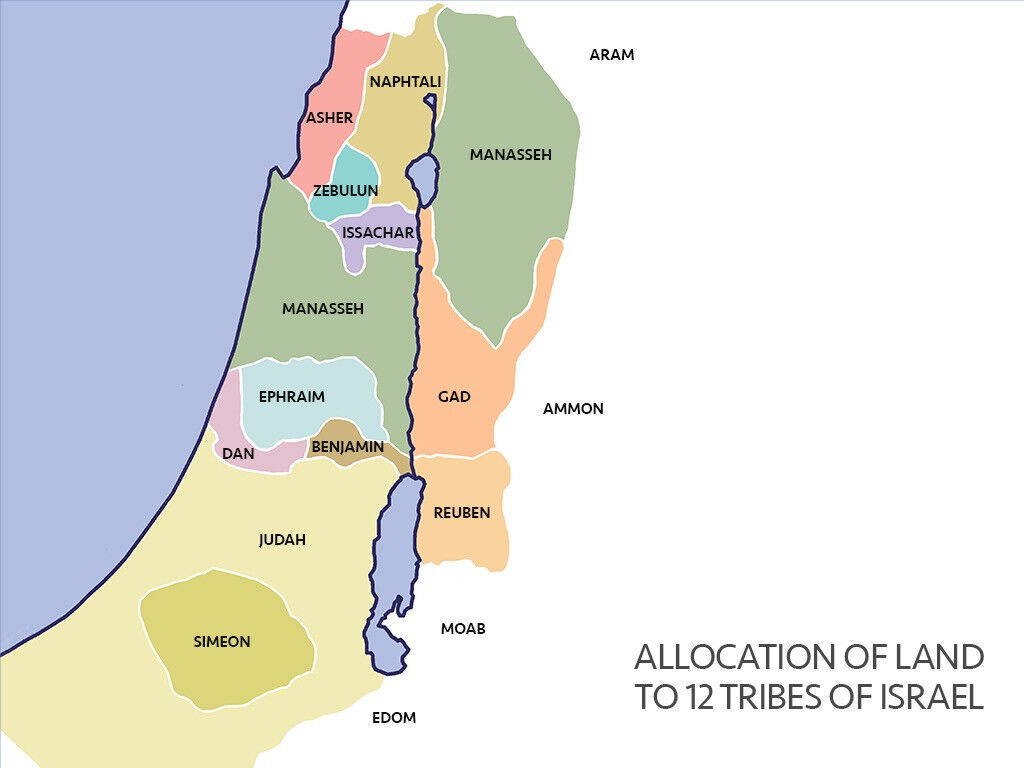 ARAM
NAPHTALI
ASHER
MANASSEH
ZEBULUN
ISSACHAR
MANASSEH
EPHRAIM
GAD
AMMON
BENJAMIN
DAN
REUBEN
JUDAH
MOAB
SIMEON
ALLOCATION OF LAND
TO 12 TRIBES OF ISRAEL
EDOM